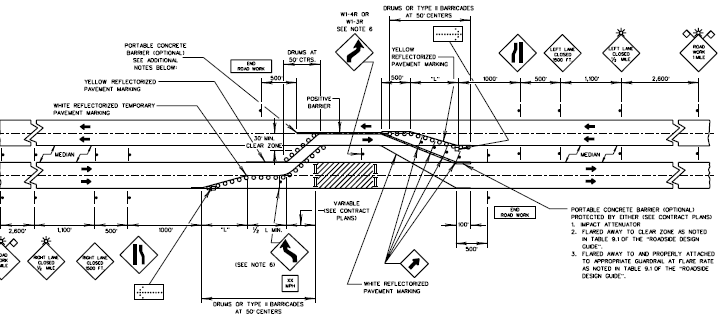 DRUMS OR TYPE II BARRICADES
AT 50' CENTERS
W1-4R OR
W1-3R
(SEE NOTE 6)
PORTABLE CONCRETE
BARRIER (OPTIONAL)
SEE ADDITIONAL
NOTES BELOW:
END
ROAD WORK
DRUMS AT
50' CTRS.
YELLOW
REFLECTORIZED
PAVEMENT
MARKING
LEFT LANE
CLOSED
1500 FT.
LEFT LANE
CLOSED
½ MILE
ROAD
WORK
1 MILE
500'
500'
"L"
1000'
500'
1,100'
2,600'
YELLOW REFLECTORIZED
PAVEMENT MARKING
WHITE REFLECTORIZED TEMPORARY
PAVEMENT MARKING
POSITIVE
BARRIER
30' MIN.
CLEAR ZONE
MEDIAN
MEDIAN
VARIABLE
(SEE CONTRACT
PLANS)
END
ROAD WORK
100'
500'
2,600'
1,100'
500'
1000'
"L"
½ L MIN.
ROAD
WORK
MILE
RIGHT LANE
CLOSED
½ MILE
RIGHT LANE
CLOSED
1500 FT.
(SEE NOTE 6)
XX
MPH
DRUMS OR TYPE II BARRICADES
AT 50' CENTERS
WHITE REFLECTORIZED
PAVEMENT MARKING
PORTABLE CONCRETE BARRIER (OPTIONAL)
PROTECTED BY EITHER (SEE CONTRACT PLANS)
1. IMPACT ATTENUATOR
2. FLARED AWAY TO CLEAR ZONE AS NOTED
IN TABLE 9.1 OF THE "ROADSIDE DESIGN
GUIDE".
3. FLARED AWAY TO AND PROPERLY ATTACHED
TO APPROPRIATE GUARDRAIL AT FLARE RATE
AS NOTED IN TABLE 9.1 OF THE "ROADSIDE
DESIGN GUIDE".